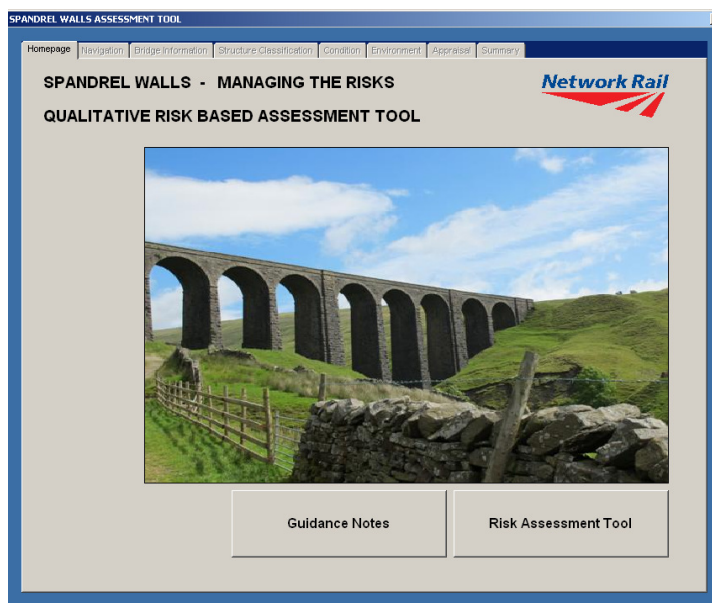 SPANDREL WALLS ASSESSMENT TOOL
Homepage Navigation Bridge Information Structure Classification Condition Environment Appraisal Summary
SPANDREL WALLS - MANAGING THE RISKS
Network Rail
QUALITATIVE RISK BASED ASSESSMENT TOOL
Guidance Notes Risk Assessment Tool